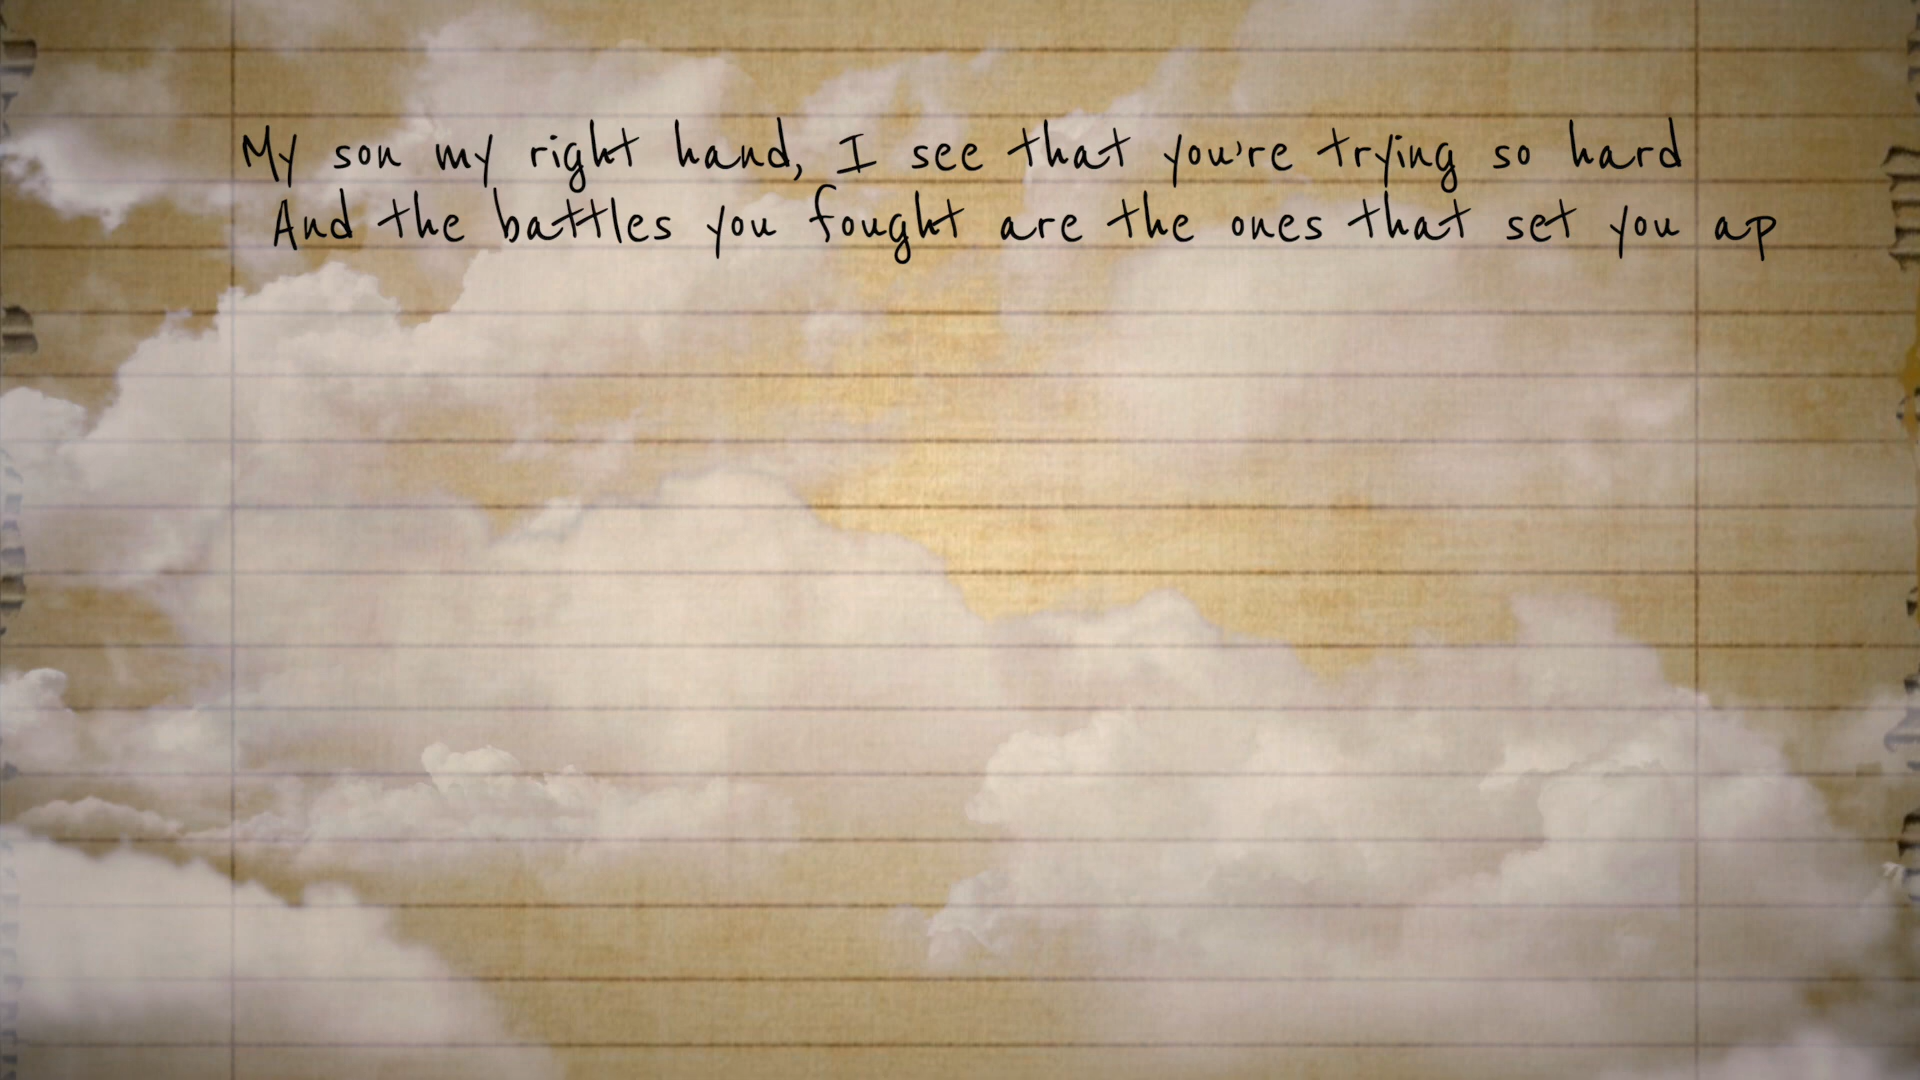 My son my right hand, I see that you're trying so hard
And the battles you fought are the ones that set you ap